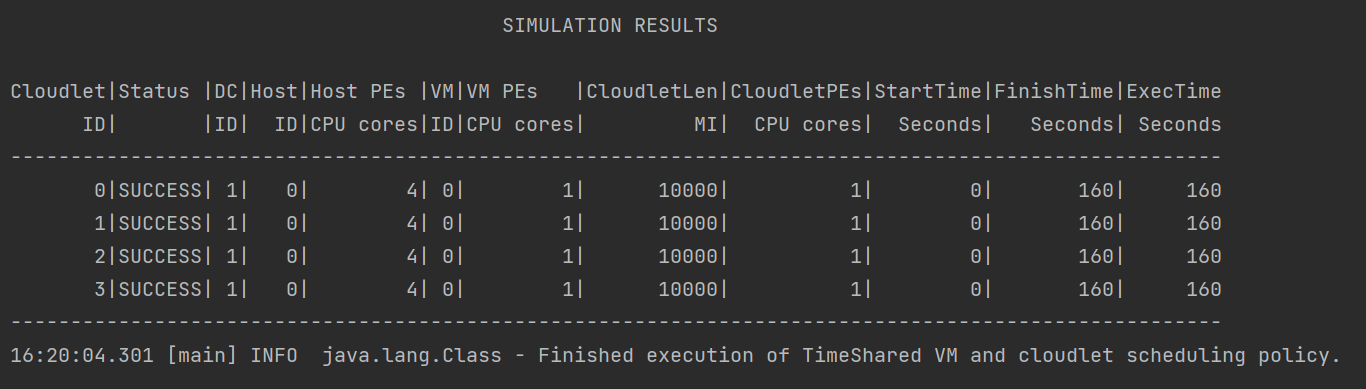 SIMULATION RESULTS
Cloudlet|Status |DC|Host|Host PEs |VM|VM PEs   |CloudletLen|CloudletPEs|StartTime|FinishTime|ExecTime
      ID|       |ID|  ID|CPU cores|ID|CPU cores|         MI|  CPU cores|  Seconds|   Seconds| Seconds
-----------------------------------------------------------------------------------------------------
       0|SUCCESS| 1|   0|        4| 0|        1|      10000|          1|        0|       160|     160
       1|SUCCESS| 1|   0|        4| 0|        1|      10000|          1|        0|       160|     160
       2|SUCCESS| 1|   0|        4| 0|        1|      10000|          1|        0|       160|     160
       3|SUCCESS| 1|   0|        4| 0|        1|      10000|          1|        0|       160|     160
-----------------------------------------------------------------------------------------------------
16:20:04.301 [main] INFO  java.lang.Class - Finished execution of TimeShared VM and cloudlet scheduling policy.